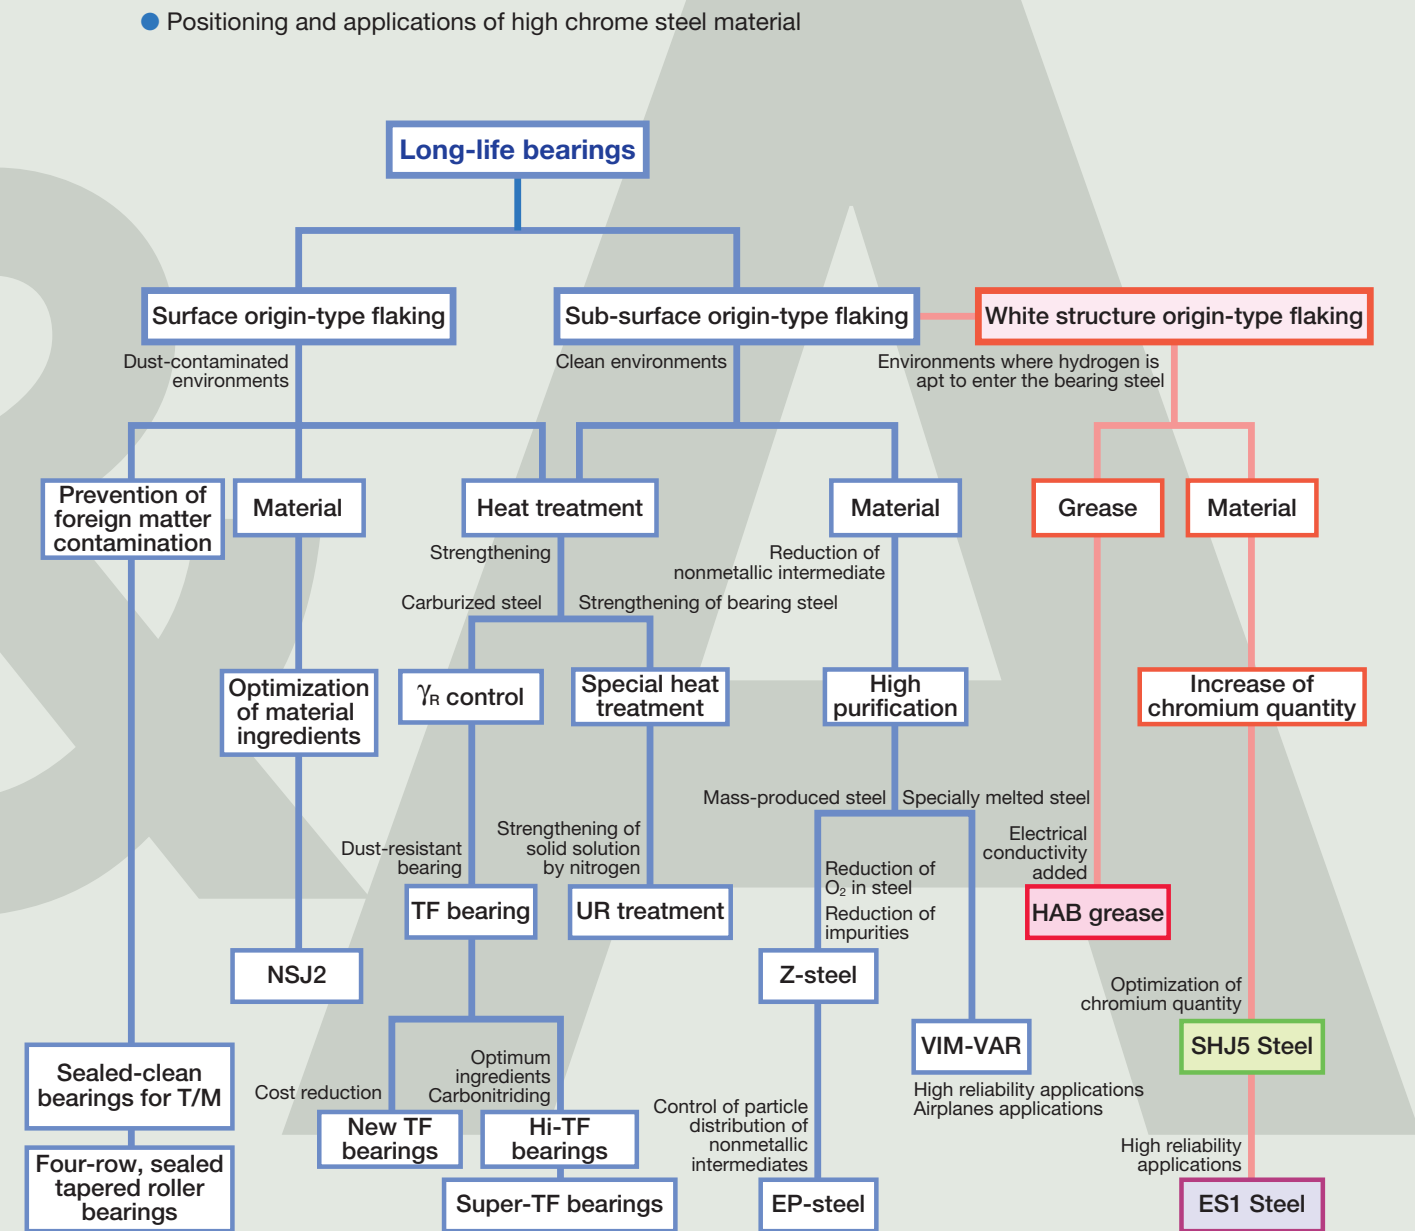 Positioning and applications of high chrome steel material
Long-life bearings
Surface origin-type flaking
Sub-surface origin-type flaking
White structure origin-type flaking
Dust-contaminated
environments
Clean environments
Environments where hydrogen is
apt to enter the bearing steel
Prevention of
foreign matter
contamination
Material
Heat treatment
Material
Grease
Material
Strengthening
Reduction of
nonmetallic intermediate
Carburized steel
Strengthening of bearing steel
Optimization
of material
ingredients
γR control
Special heat
treatment
High
purification
Increase of
chromium quantity
Mass-produced steel
Specially melted steel
Dust-resistant
bearing
Strengthening of
solid solution
by nitrogen
Reduction of
O₂ in steel
Reduction of
impurities
Electrical
conductivity
added
TF bearing
UR treatment
HAB grease
NSJ2
Z-steel
Optimization of
chromium quantity
VIM-VAR
SHJ5 Steel
High reliability applications
Airplanes applications
Sealed-clean
bearings for T/M
Cost reduction
Optimum
ingredients
Carbonitriding
New TF
bearings
Hi-TF
bearings
Control of particle
distribution of
nonmetallic
intermediates
High reliability
applications
Four-row, sealed
tapered roller
bearings
Super-TF bearings
EP-steel
ES1 Steel
&A